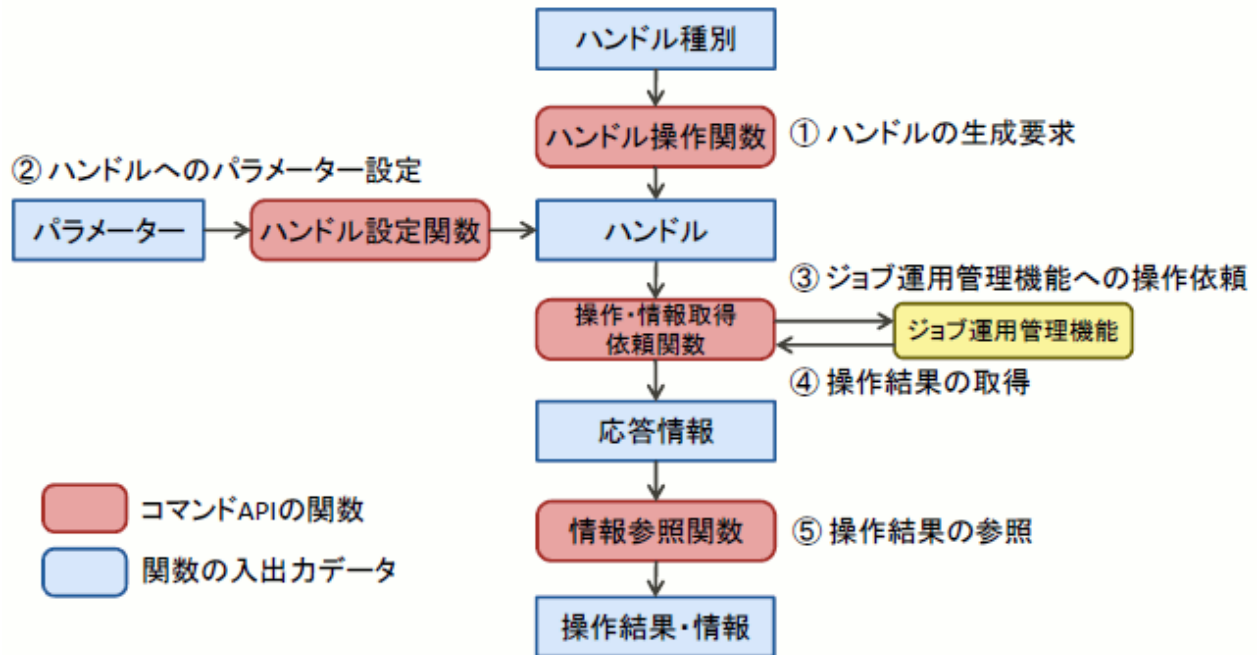 ハンドル種別
ハンドル操作関数
① ハンドルの生成要求
② ハンドルへのパラメーター設定
パラメーター
ハンドル設定関数
ハンドル
③ ジョブ運用管理機能への操作依頼
操作・情報取得
依頼関数
ジョブ運用管理機能
④ 操作結果の取得
応答情報
コマンドAPIの関数
情報参照関数
⑤ 操作結果の参照
関数の入出力データ
操作結果・情報